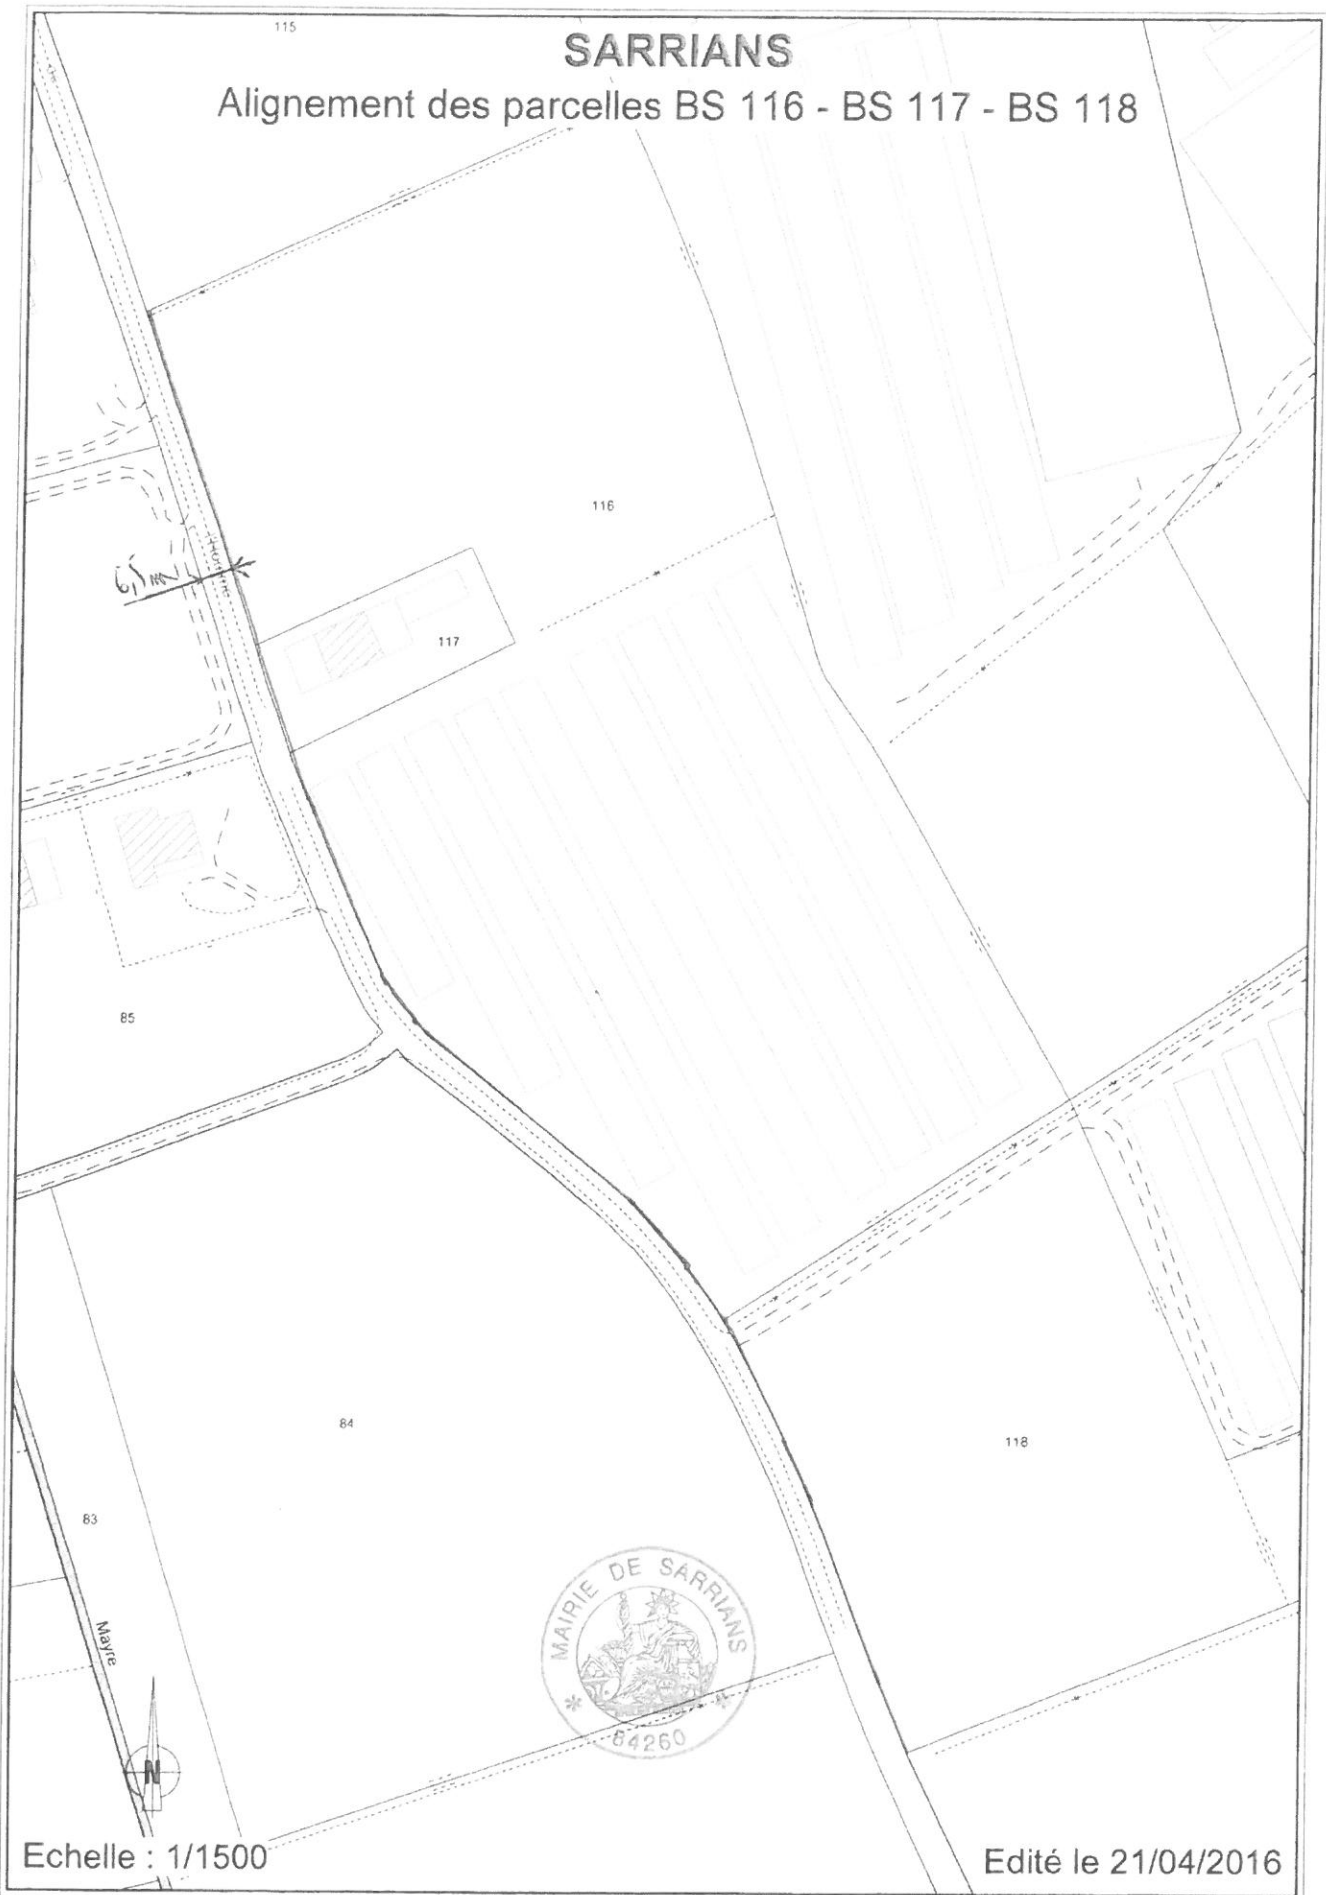 115
SARRIANS
Alignement des parcelles BS 116 - BS 117 - BS 118
116
6,5m
117
85
84
118
83
Mayre
MAIRIE DE SARRIANS
84260
N
Echelle : 1/1500
Edité le 21/04/2016